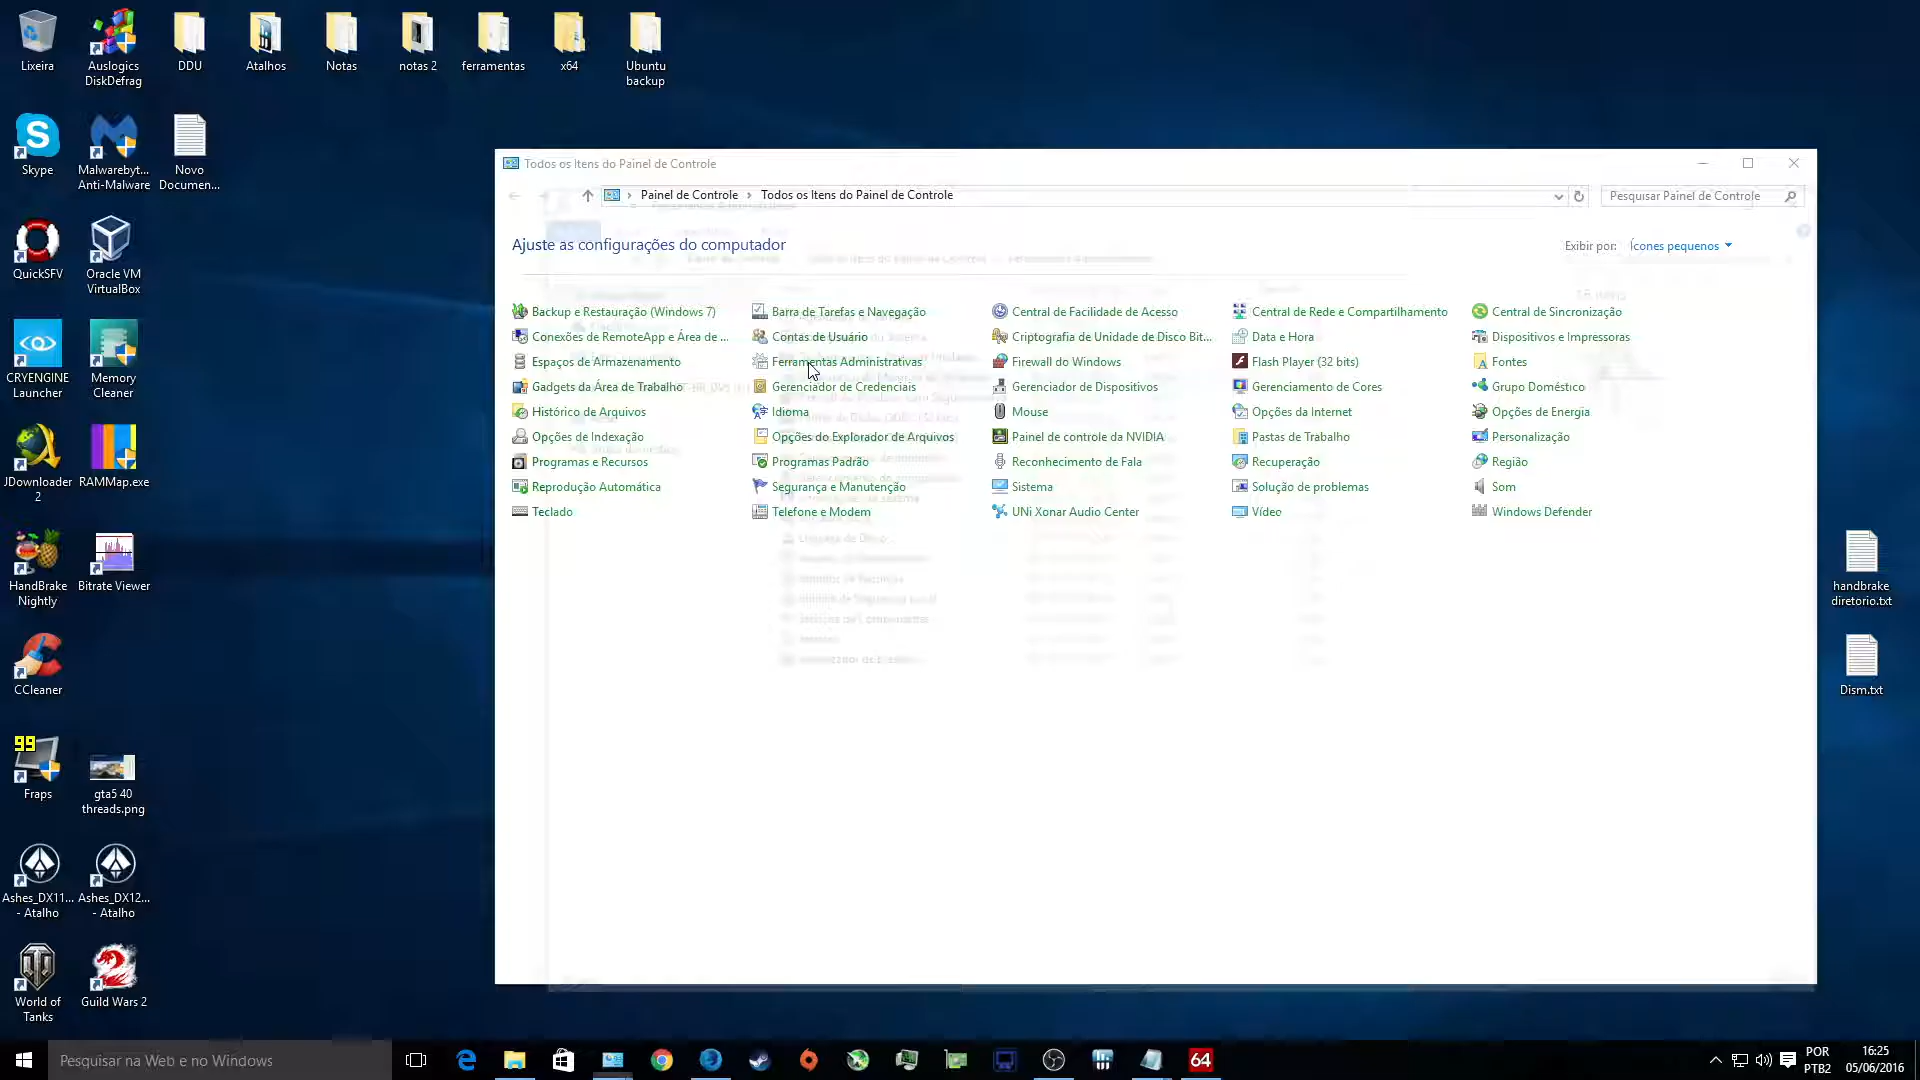 Lixeira
Auslogics
DiskDefrag
DDU
Atalhos
Notas
notas 2
ferramentas
x64
Ubuntu
backup
Skype
Malwarebyt...
Anti-Malware
Novo
Documen...
QuickSFV
Oracle VM
VirtualBox
CRYENGINE
Launcher
Memory
Cleaner
JDownloader
2
RAMMap.exe
HandBrake
Nightly
Bitrate Viewer
CCleaner
99
Fraps
gta5 40
threads.png
Ashes_DX11...
- Atalho
Ashes_DX12...
- Atalho
World of
Tanks
Guild Wars 2
Todos os Itens do Painel de Controle
Painel de Controle
Todos os Itens do Painel de Controle
Pesquisar Painel de Controle
Ajuste as configurações do computador
Exibir por: Ícones pequenos
Backup e Restauração (Windows 7)
Barra de Tarefas e Navegação
Central de Facilidade de Acesso
Central de Rede e Compartilhamento
Central de Sincronização
Conexões de RemoteApp e Área de ...
Contas de Usuário
Criptografia de Unidade de Disco Bit...
Data e Hora
Dispositivos e Impressoras
Espaços de Armazenamento
Ferramentas Administrativas
Firewall do Windows
Flash Player (32 bits)
Fontes
Gadgets da Área de Trabalho
Gerenciador de Credenciais
Gerenciador de Dispositivos
Gerenciamento de Cores
Grupo Doméstico
Histórico de Arquivos
Idioma
Mouse
Opções da Internet
Opções de Energia
Opções de Indexação
Opções do Explorador de Arquivos
Painel de controle da NVIDIA
Pastas de Trabalho
Personalização
Programas e Recursos
Programas Padrão
Reconhecimento de Fala
Recuperação
Região
Reprodução Automática
Segurança e Manutenção
Sistema
Solução de problemas
Som
Teclado
Telefone e Modem
UNi Xonar Audio Center
Vídeo
Windows Defender
handbrake
diretorio.txt
Dism.txt
Pesquisar na Web e no Windows
64
POR
PTB2
16:25
05/06/2016